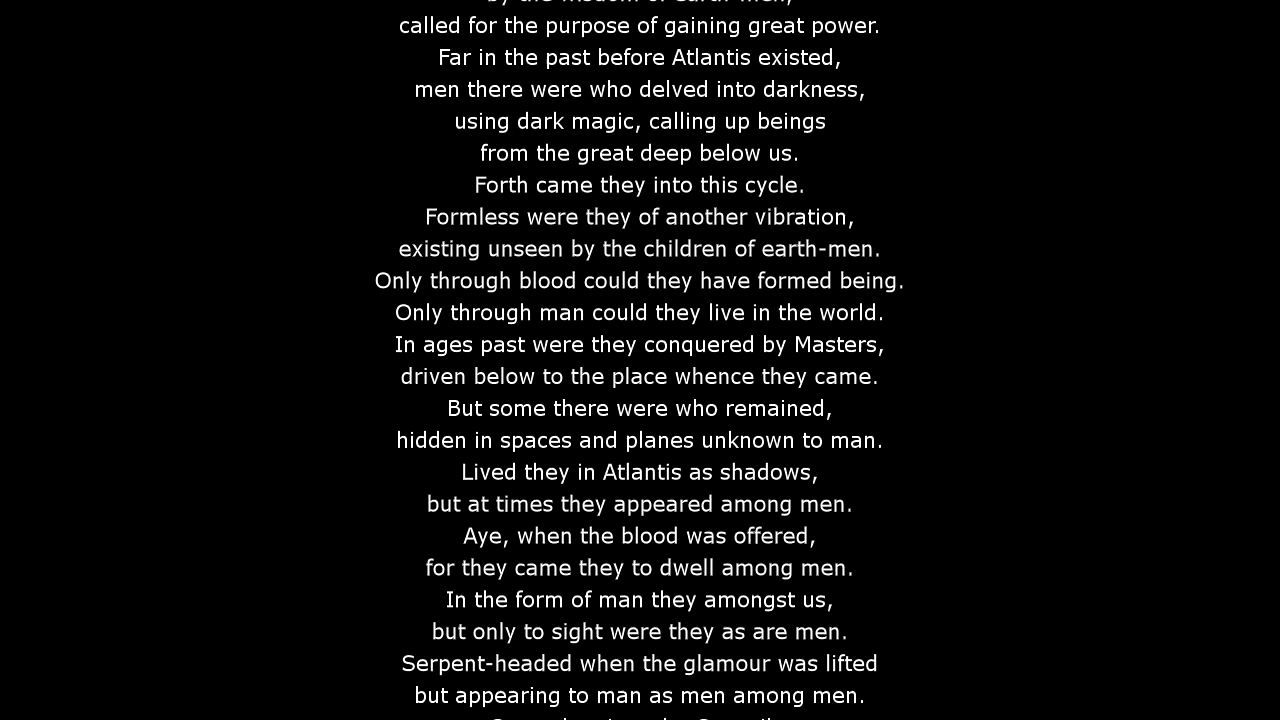 called for the purpose of gaining great power.
Far in the past before Atlantis existed,
men there were who delved into darkness,
using dark magic, calling up beings
from the great deep below us.
Forth came they into this cycle.
Formless were they of another vibration,
existing unseen by the children of earth-men.
Only through blood could they have formed being.
Only through man could they live in the world.
In ages past were they conquered by Masters,
driven below to the place whence they came.
But some there were who remained,
hidden in spaces and planes unknown to man.
Lived they in Atlantis as shadows,
but at times they appeared among men.
Aye, when the blood was offered,
for they came they to dwell among men.
In the form of man they amongst us,
but only to sight were they as are men.
Serpent-headed when the glamour was lifted
but appearing to man as men among men.